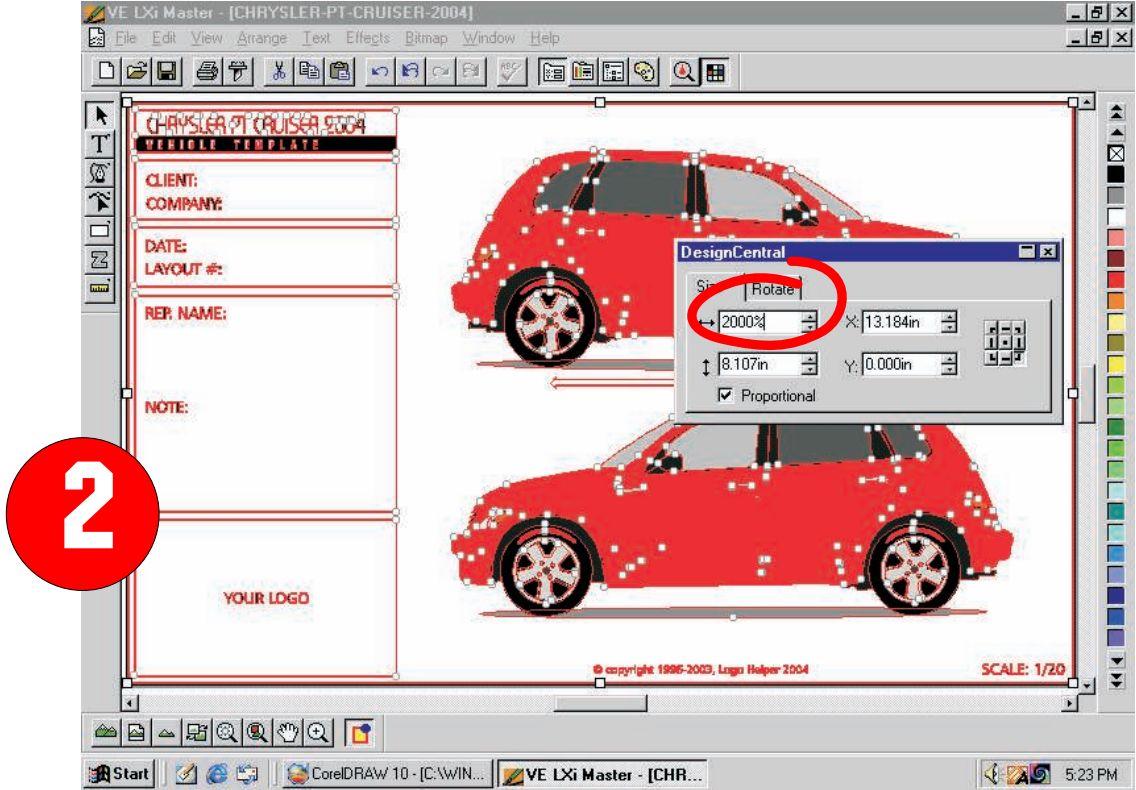 VE LXi Master - [CHRYSLER-PT-CRUISER-2004]
File Edit View Arrange Text Effects Bitmap Window Help
ABC
T
CHRYSLER PT CRUISER 2004
VEHICLE TEMPLATE
CLIENT:
COMPANY:
DATE:
LAYOUT #:
REP. NAME:
NOTE:
YOUR LOGO
DesignCentral
Rotate
2000%
X: 13.184in
8.107in
Y: 0.000in
Proportional
2
© copyright 1996-2003, Logo Helper 2004
SCALE: 1/20
Start
CorelDRAW 10 - [C:\WIN...
VE LXi Master - [CHR...
5:23 PM